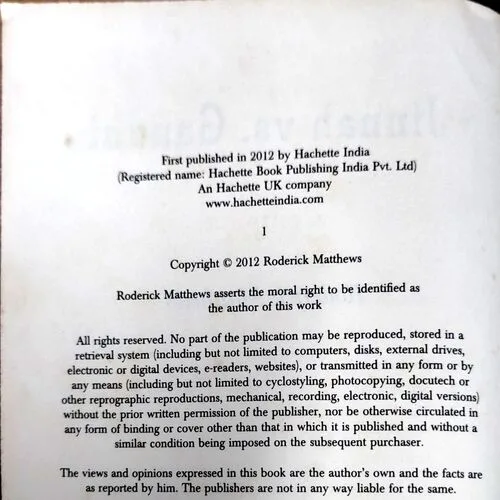 First published in 2012 by Hachette India
(Registered name: Hachette Book Publishing India Pvt. Ltd)
An Hachette UK company
www.hachetteindia.com
1
Copyright © 2012 Roderick Matthews
Roderick Matthews asserts the moral right to be identified as
the author of this work
All rights reserved. No part of the publication may be reproduced, stored in a
retrieval system (including but not limited to computers, disks, external drives,
electronic or digital devices, e-readers, websites), or transmitted in any form or by
any means (including but not limited to cyclostyling, photocopying, docutech or
other reprographic reproductions, mechanical, recording, electronic, digital versions)
without the prior written permission of the publisher, nor be otherwise circulated in
any form of binding or cover other than that in which it is published and without a
similar condition being imposed on the subsequent purchaser.
The views and opinions expressed in this book are the author's own and the facts are
as reported by him. The publishers are not in any way liable for the same.